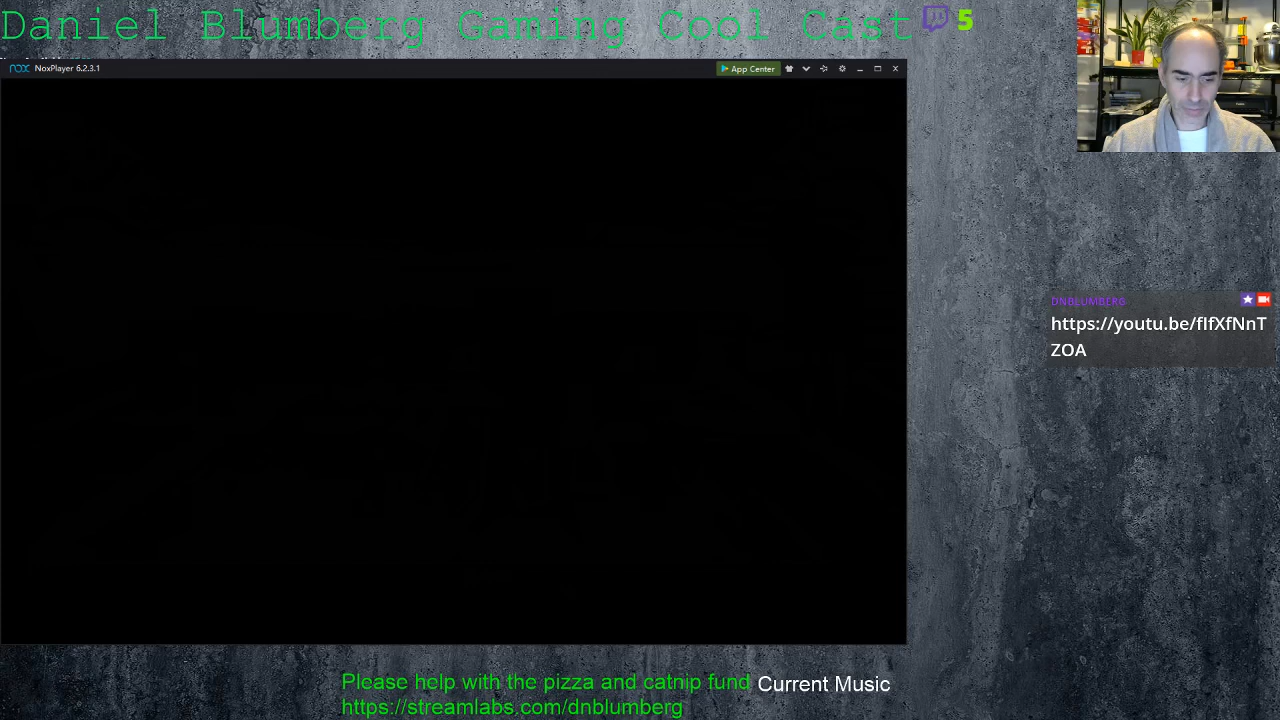 Daniel Blumberg Gaming Cool Cast 5
nox NoxPlayer 6.2.3.1
App Center
DNBLUMBERG
https://youtu.be/fIfXfNnT
ZOA
Please help with the pizza and catnip fund
https://streamlabs.com/dnblumberg
Current Music